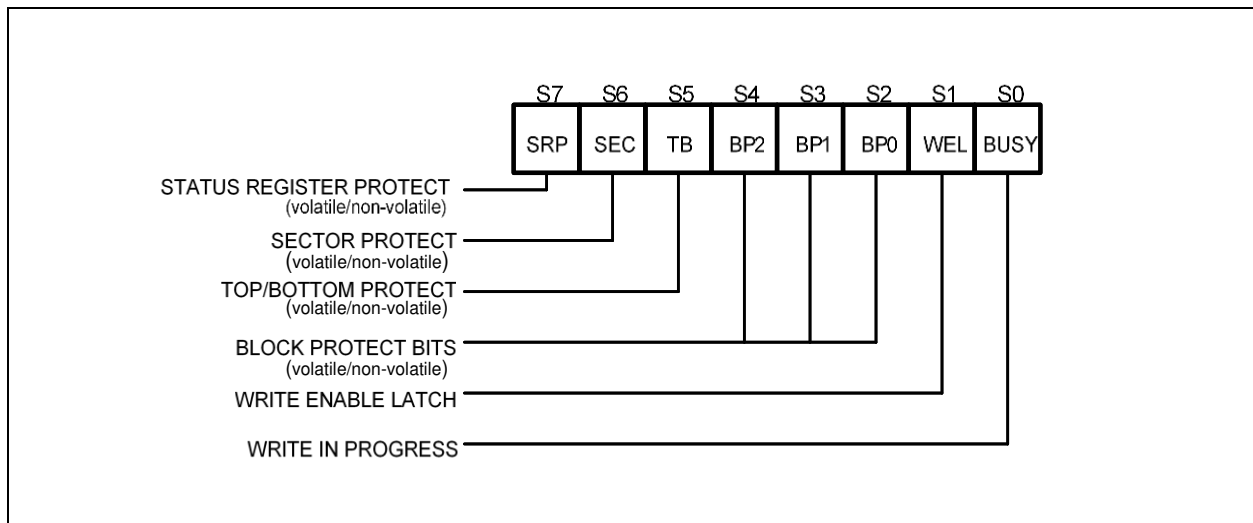 S7 S6 S5 S4 S3 S2 S1 S0
SRP SEC TB BP2 BP1 BP0 WEL BUSY
STATUS REGISTER PROTECT
(volatile/non-volatile)
SECTOR PROTECT
(volatile/non-volatile)
TOP/BOTTOM PROTECT
(volatile/non-volatile)
BLOCK PROTECT BITS
(volatile/non-volatile)
WRITE ENABLE LATCH
WRITE IN PROGRESS